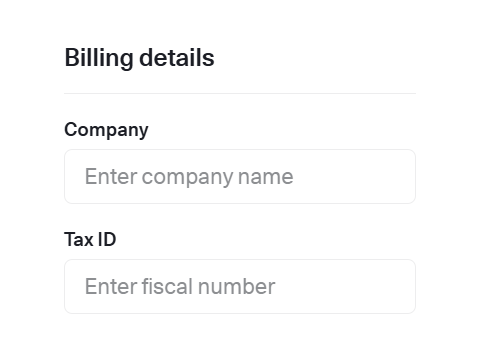 Billing details
Company
Enter company name
Tax ID
Enter fiscal number